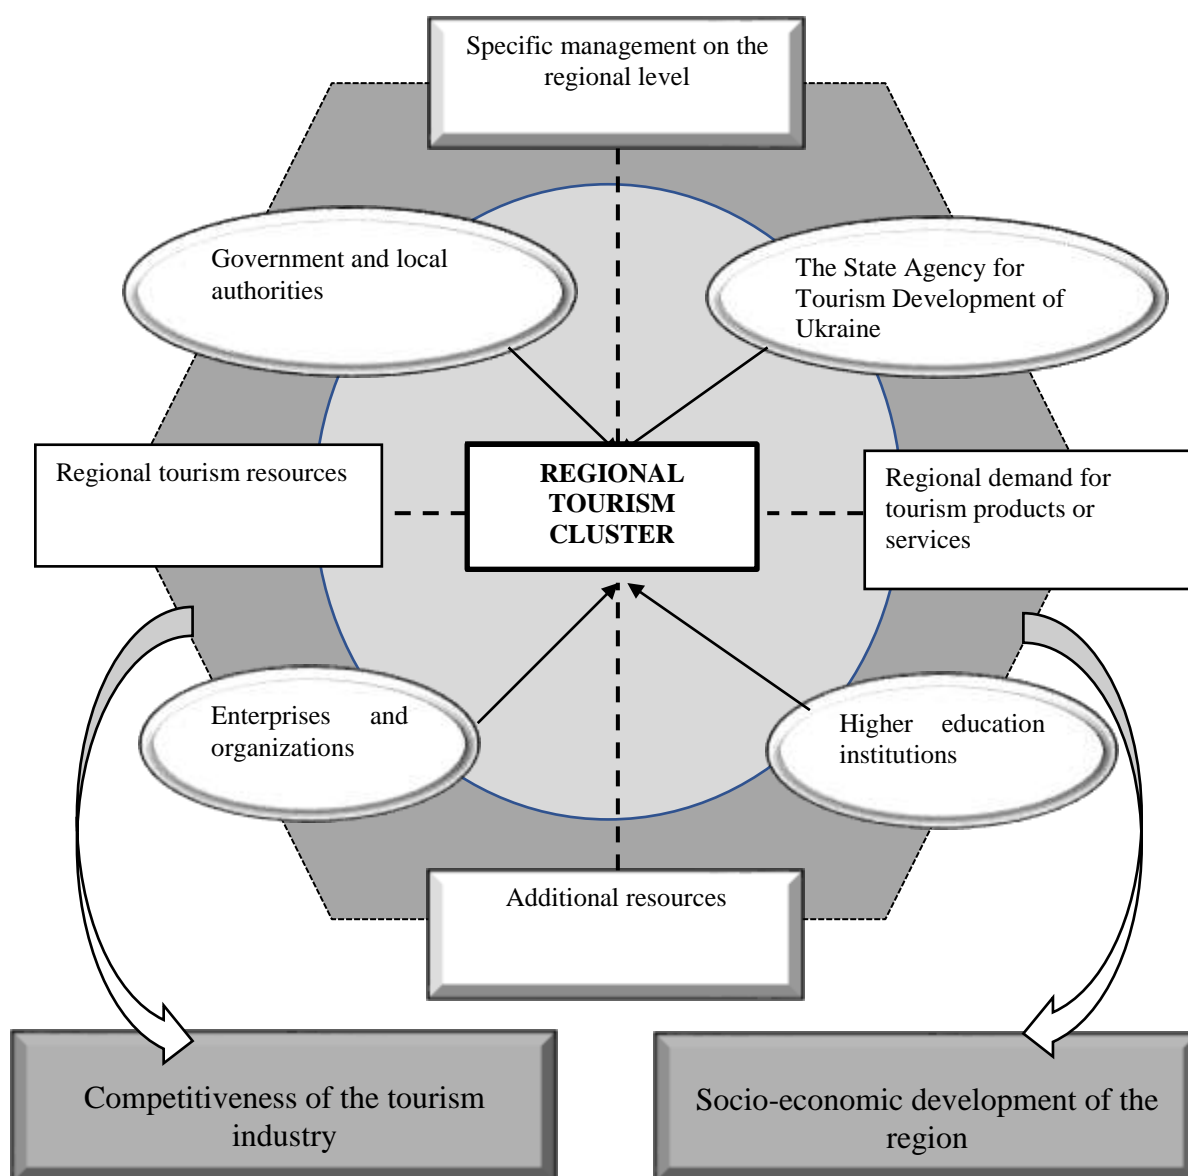 Specific management on the
regional level
Government and local
authorities
The State Agency for
Tourism Development of
Ukraine
Regional tourism resources
REGIONAL
TOURISM
CLUSTER
Regional demand for
tourism products or
services
Enterprises and
organizations
Higher education
institutions
Additional resources
Competitiveness of the tourism
industry
Socio-economic development of the
region